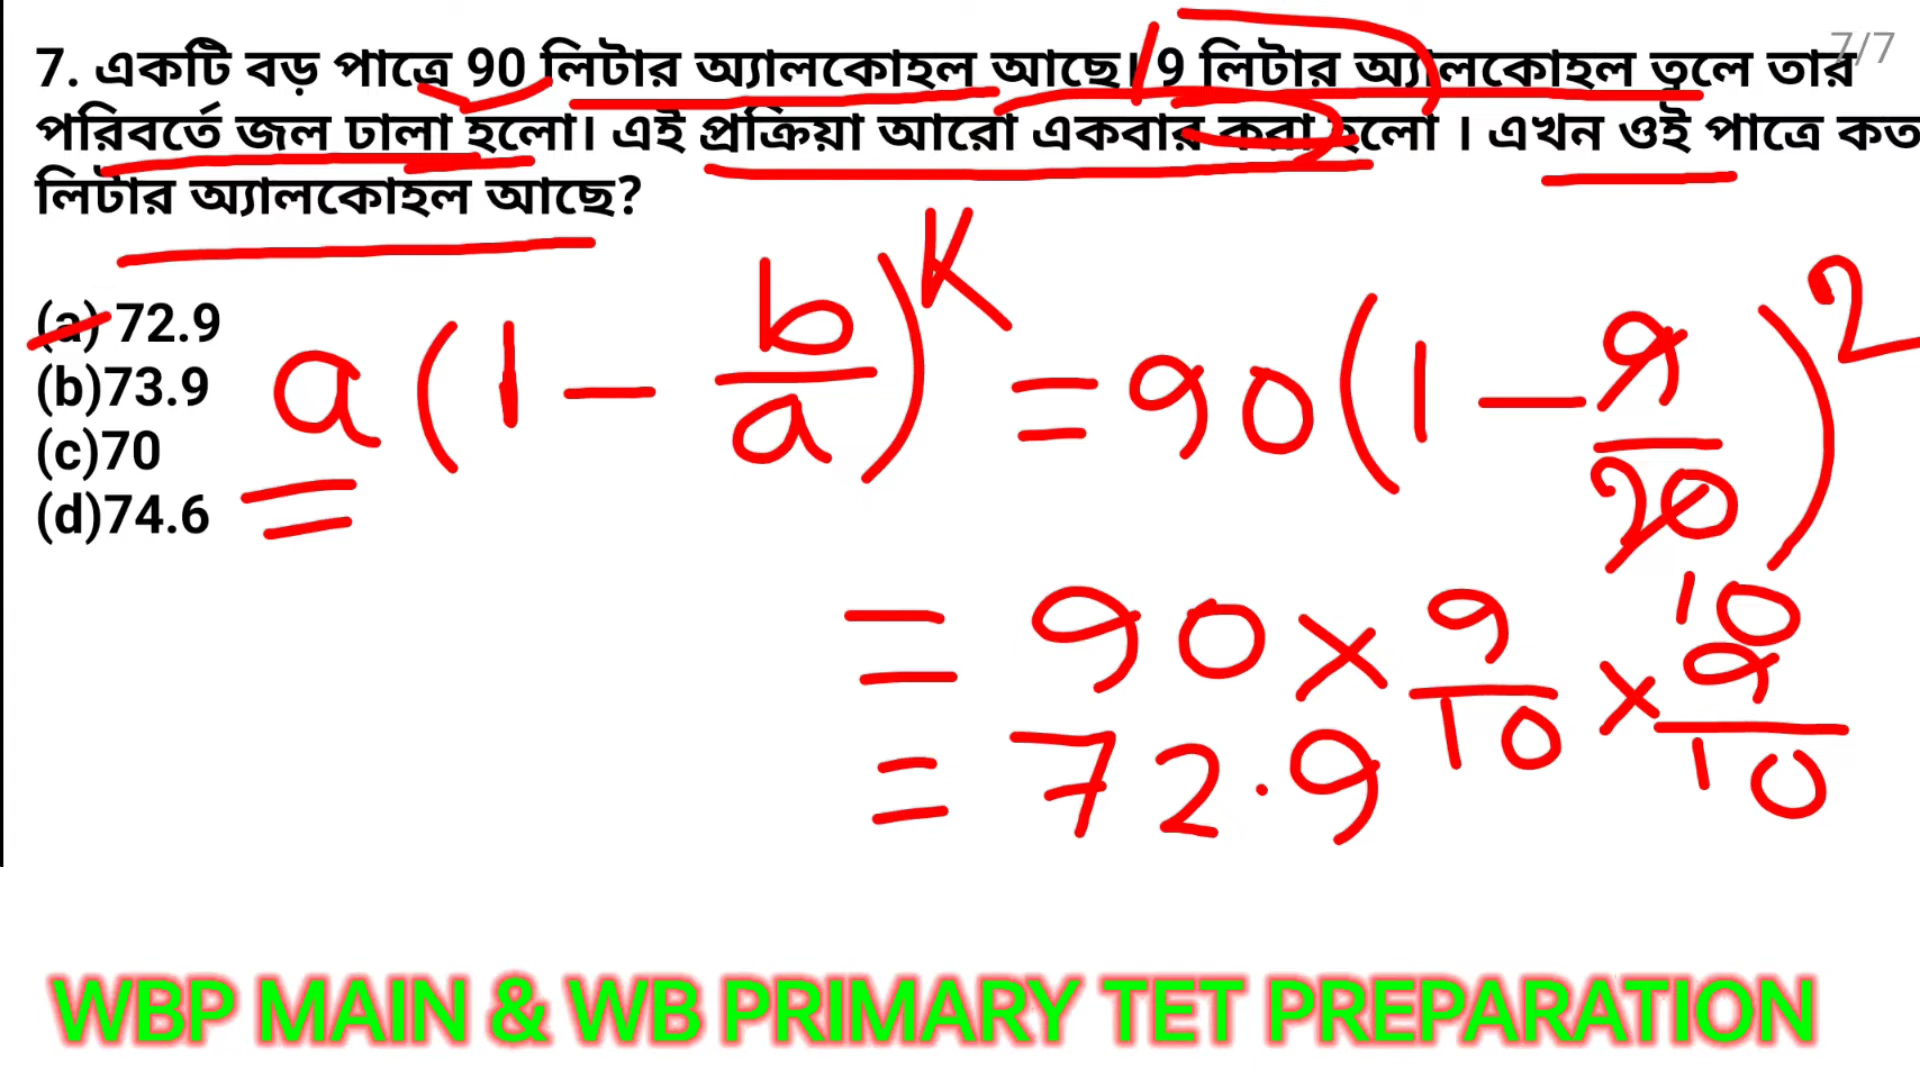 7/7
7. একটি বড় পাত্রে 90 লিটার অ্যালকোহল আছে। 9 লিটার অ্যালকোহল তুলে তার
পরিবর্তে জল ঢালা হলো। এই প্রক্রিয়া আরো একবার করা হলো । এখন ওই পাত্রে কত
লিটার অ্যালকোহল আছে?
(a) 72.9
(b)73.9
(c)70
(d)74.6
a(1 - b/a)^K = 90(1 - 9/90)^2
10
= 90 × 9/10 × 9/10
= 72.9
WBP MAIN & WB PRIMARY TET PREPARATION